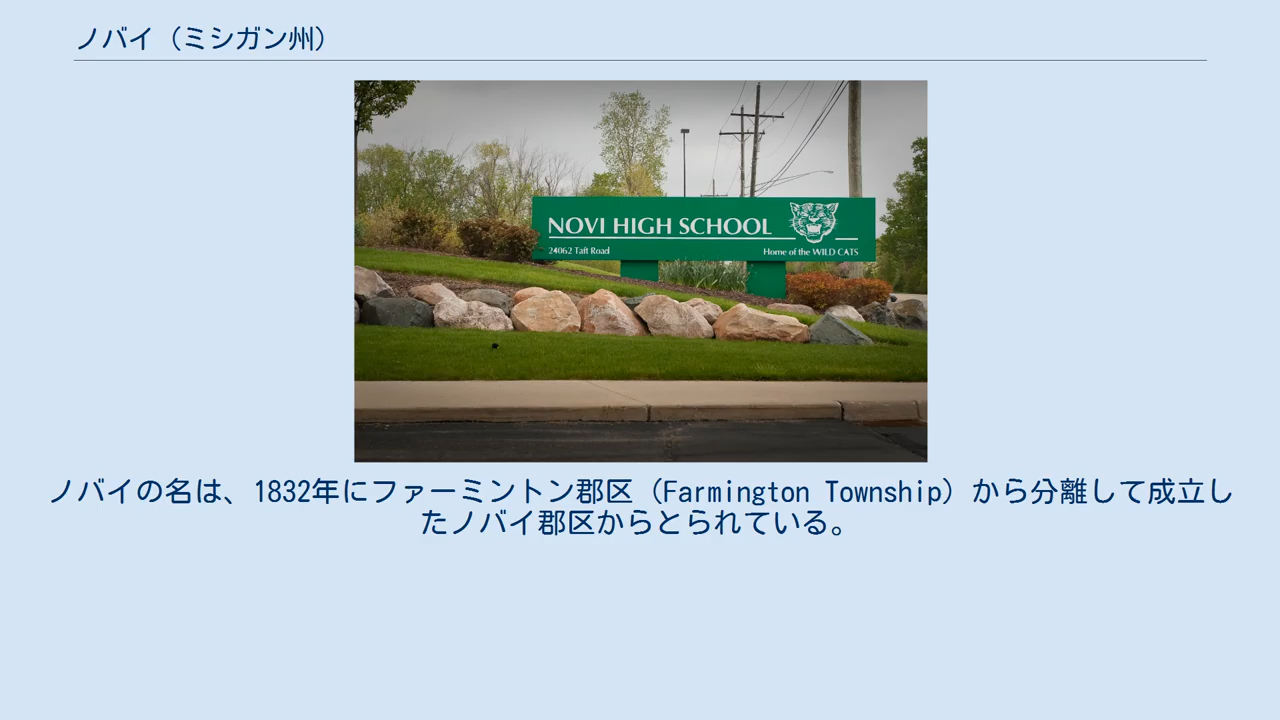 ノバイ（ミシガン州）
NOVI HIGH SCHOOL
24062 Taft Road
Home of the WILD CATS
ノバイの名は、1832年にファーミントン郡区（Farmington Township）から分離して成立し
たノバイ郡区からとられている。